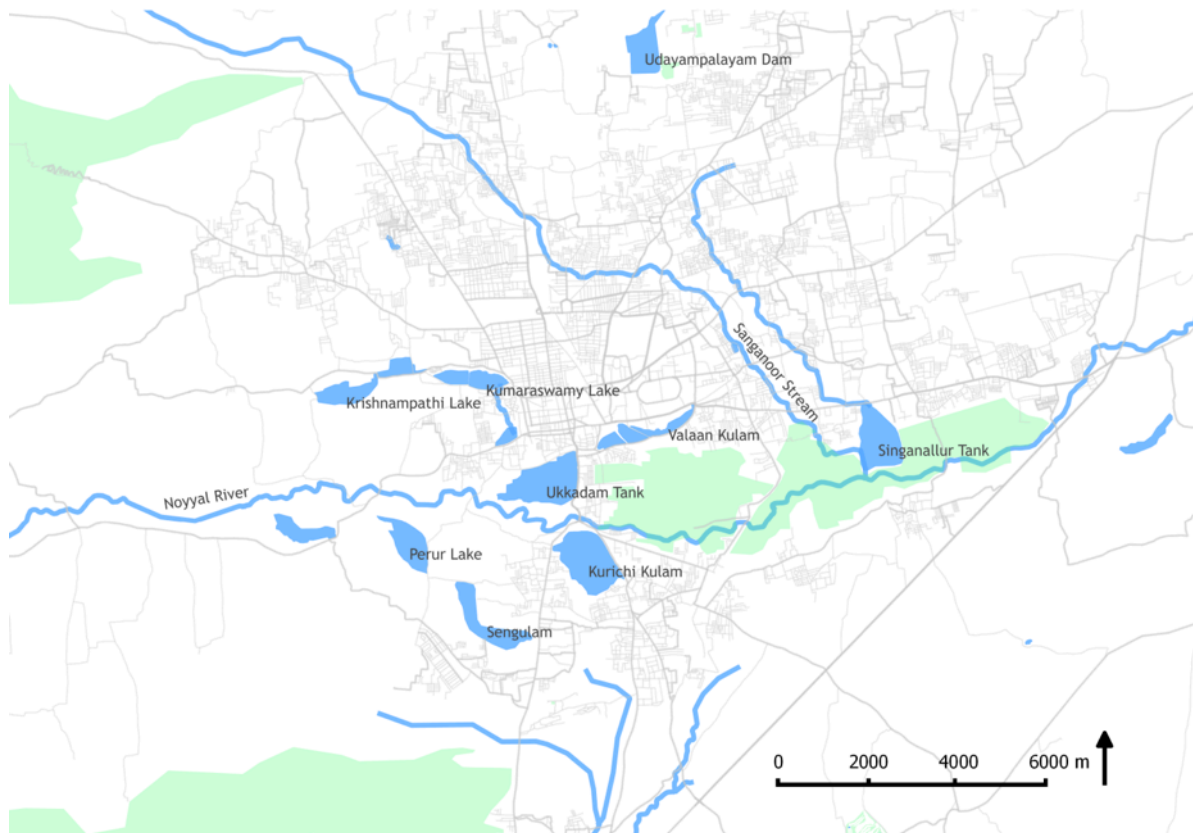 Udayampalayam Dam
Sanganoor Stream
Kumaraswamy Lake
Krishnampathi Lake
Valaan Kulam
Singanallur Tank
Ukkadam Tank
Noyyal River
Perur Lake
Kurichi Kulam
Sengulam
0 2000 4000 6000 m